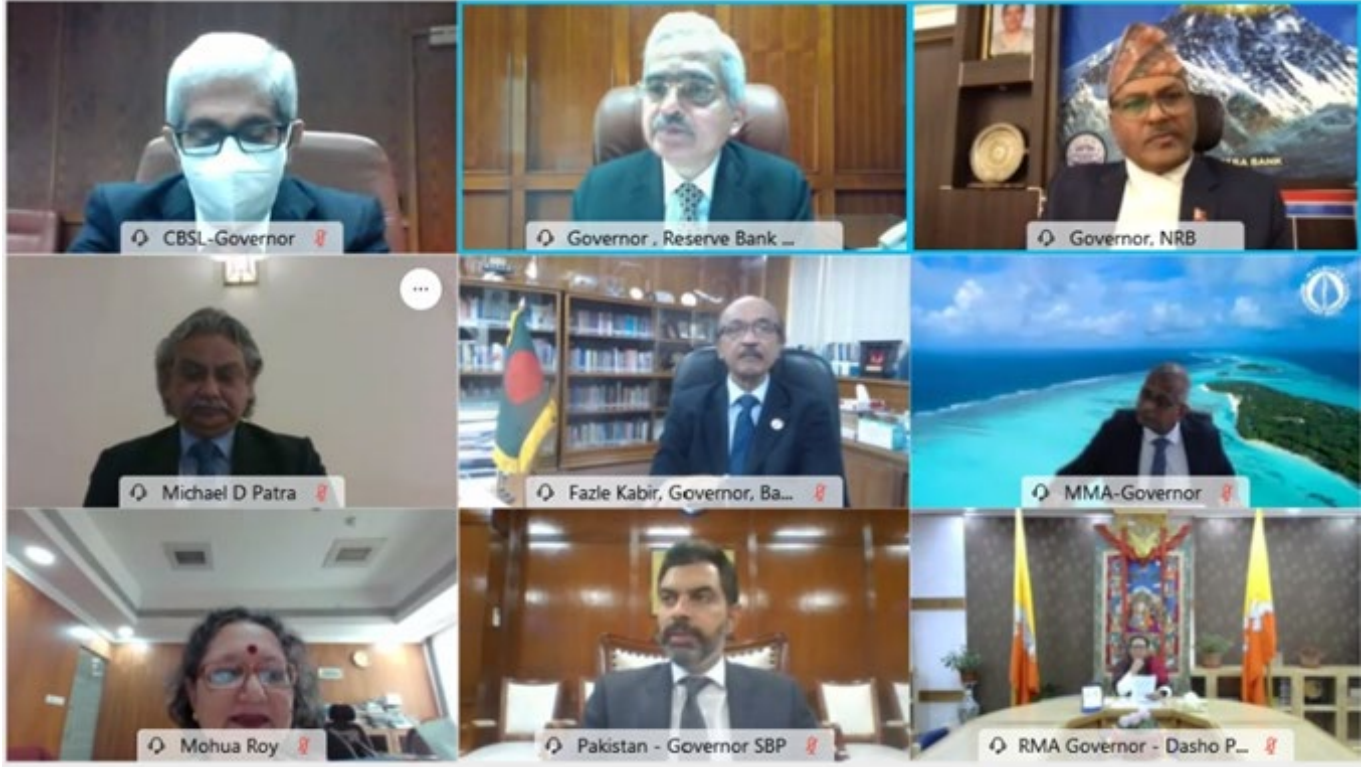 CBSL-Governor
Governor , Reserve Bank ...
Governor, NRB
BANK
Michael D Patra
Fazle Kabir, Governor, Ba...
MMA-Governor
Mohua Roy
Pakistan - Governor SBP
RMA Governor - Dasho P...